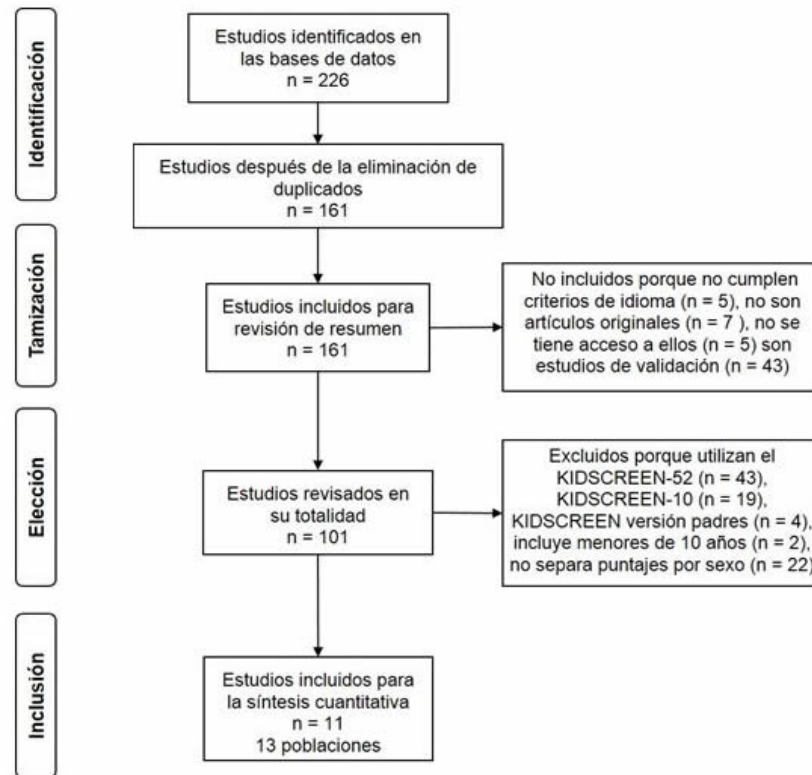 Identificación
Estudios identificados en
las bases de datos
n = 226
Estudios después de la eliminación de
duplicados
n = 161
Tamización
Estudios incluidos para
revisión de resumen
n = 161
No incluidos porque no cumplen
criterios de idioma (n = 5), no son
artículos originales (n = 7 ), no se
tiene acceso a ellos (n = 5) son
estudios de validación (n = 43)
Elección
Estudios revisados en
su totalidad
n = 101
Excluidos porque utilizan el
KIDSCREEN-52 (n = 43),
KIDSCREEN-10 (n = 19),
KIDSCREEN versión padres (n = 4),
incluye menores de 10 años (n = 2),
no separa puntajes por sexo (n = 22)
Inclusión
Estudios incluidos para
la síntesis cuantitativa
n = 11
13 poblaciones